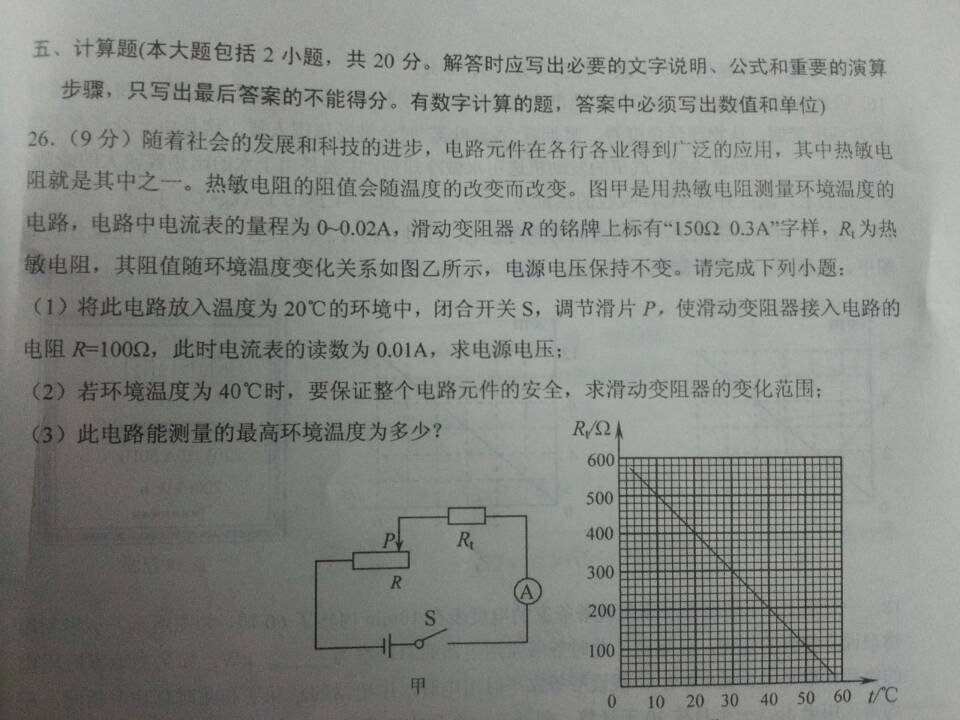 五、计算题(本大题包括 2 小题，共 20 分。解答时应写出必要的文字说明、公式和重要的演算
步骤，只写出最后答案的不能得分。有数字计算的题，答案中必须写出数值和单位)
26.（9 分）随着社会的发展和科技的进步，电路元件在各行各业得到广泛的应用，其中热敏电
阻就是其中之一。热敏电阻的阻值会随温度的改变而改变。图甲是用热敏电阻测量环境温度的
电路，电路中电流表的量程为 0~0.02A，滑动变阻器 R 的铭牌上标有“150Ω 0.3A”字样，Rt 为热
敏电阻，其阻值随环境温度变化关系如图乙所示，电源电压保持不变。请完成下列小题：
（1）将此电路放入温度为 20℃的环境中，闭合开关 S，调节滑片 P，使滑动变阻器接入电路的
电阻 R=100Ω，此时电流表的读数为 0.01A，求电源电压；
（2）若环境温度为 40℃时，要保证整个电路元件的安全，求滑动变阻器的变化范围；
（3）此电路能测量的最高环境温度为多少？
Rt/Ω
600
500
400
300
200
100
0 10 20 30 40 50 60 t/℃
P
Rt
R
A
S
甲